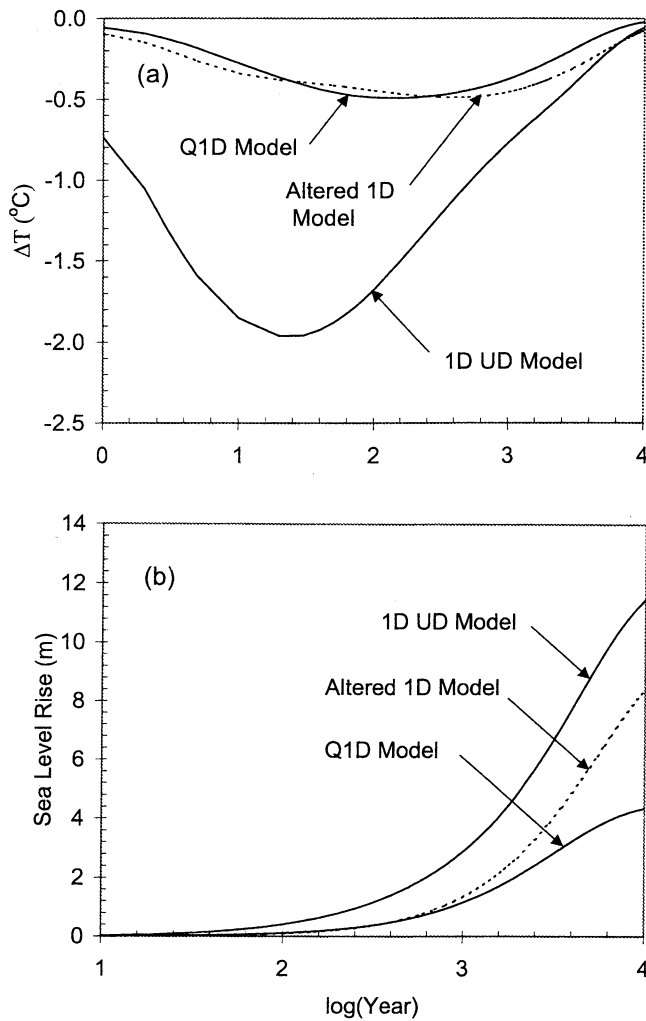 0.0
(a)
-0.5
Q1D Model
Altered 1D
Model
-1.0
ΔT (°C)
-1.5
-2.0
1D UD Model
-2.5
0 1 2 3 4
14
(b)
12
1D UD Model
10
Altered 1D Model
8
Q1D Model
6
Sea Level Rise (m)
4
2
0
1 2 3 4
log(Year)